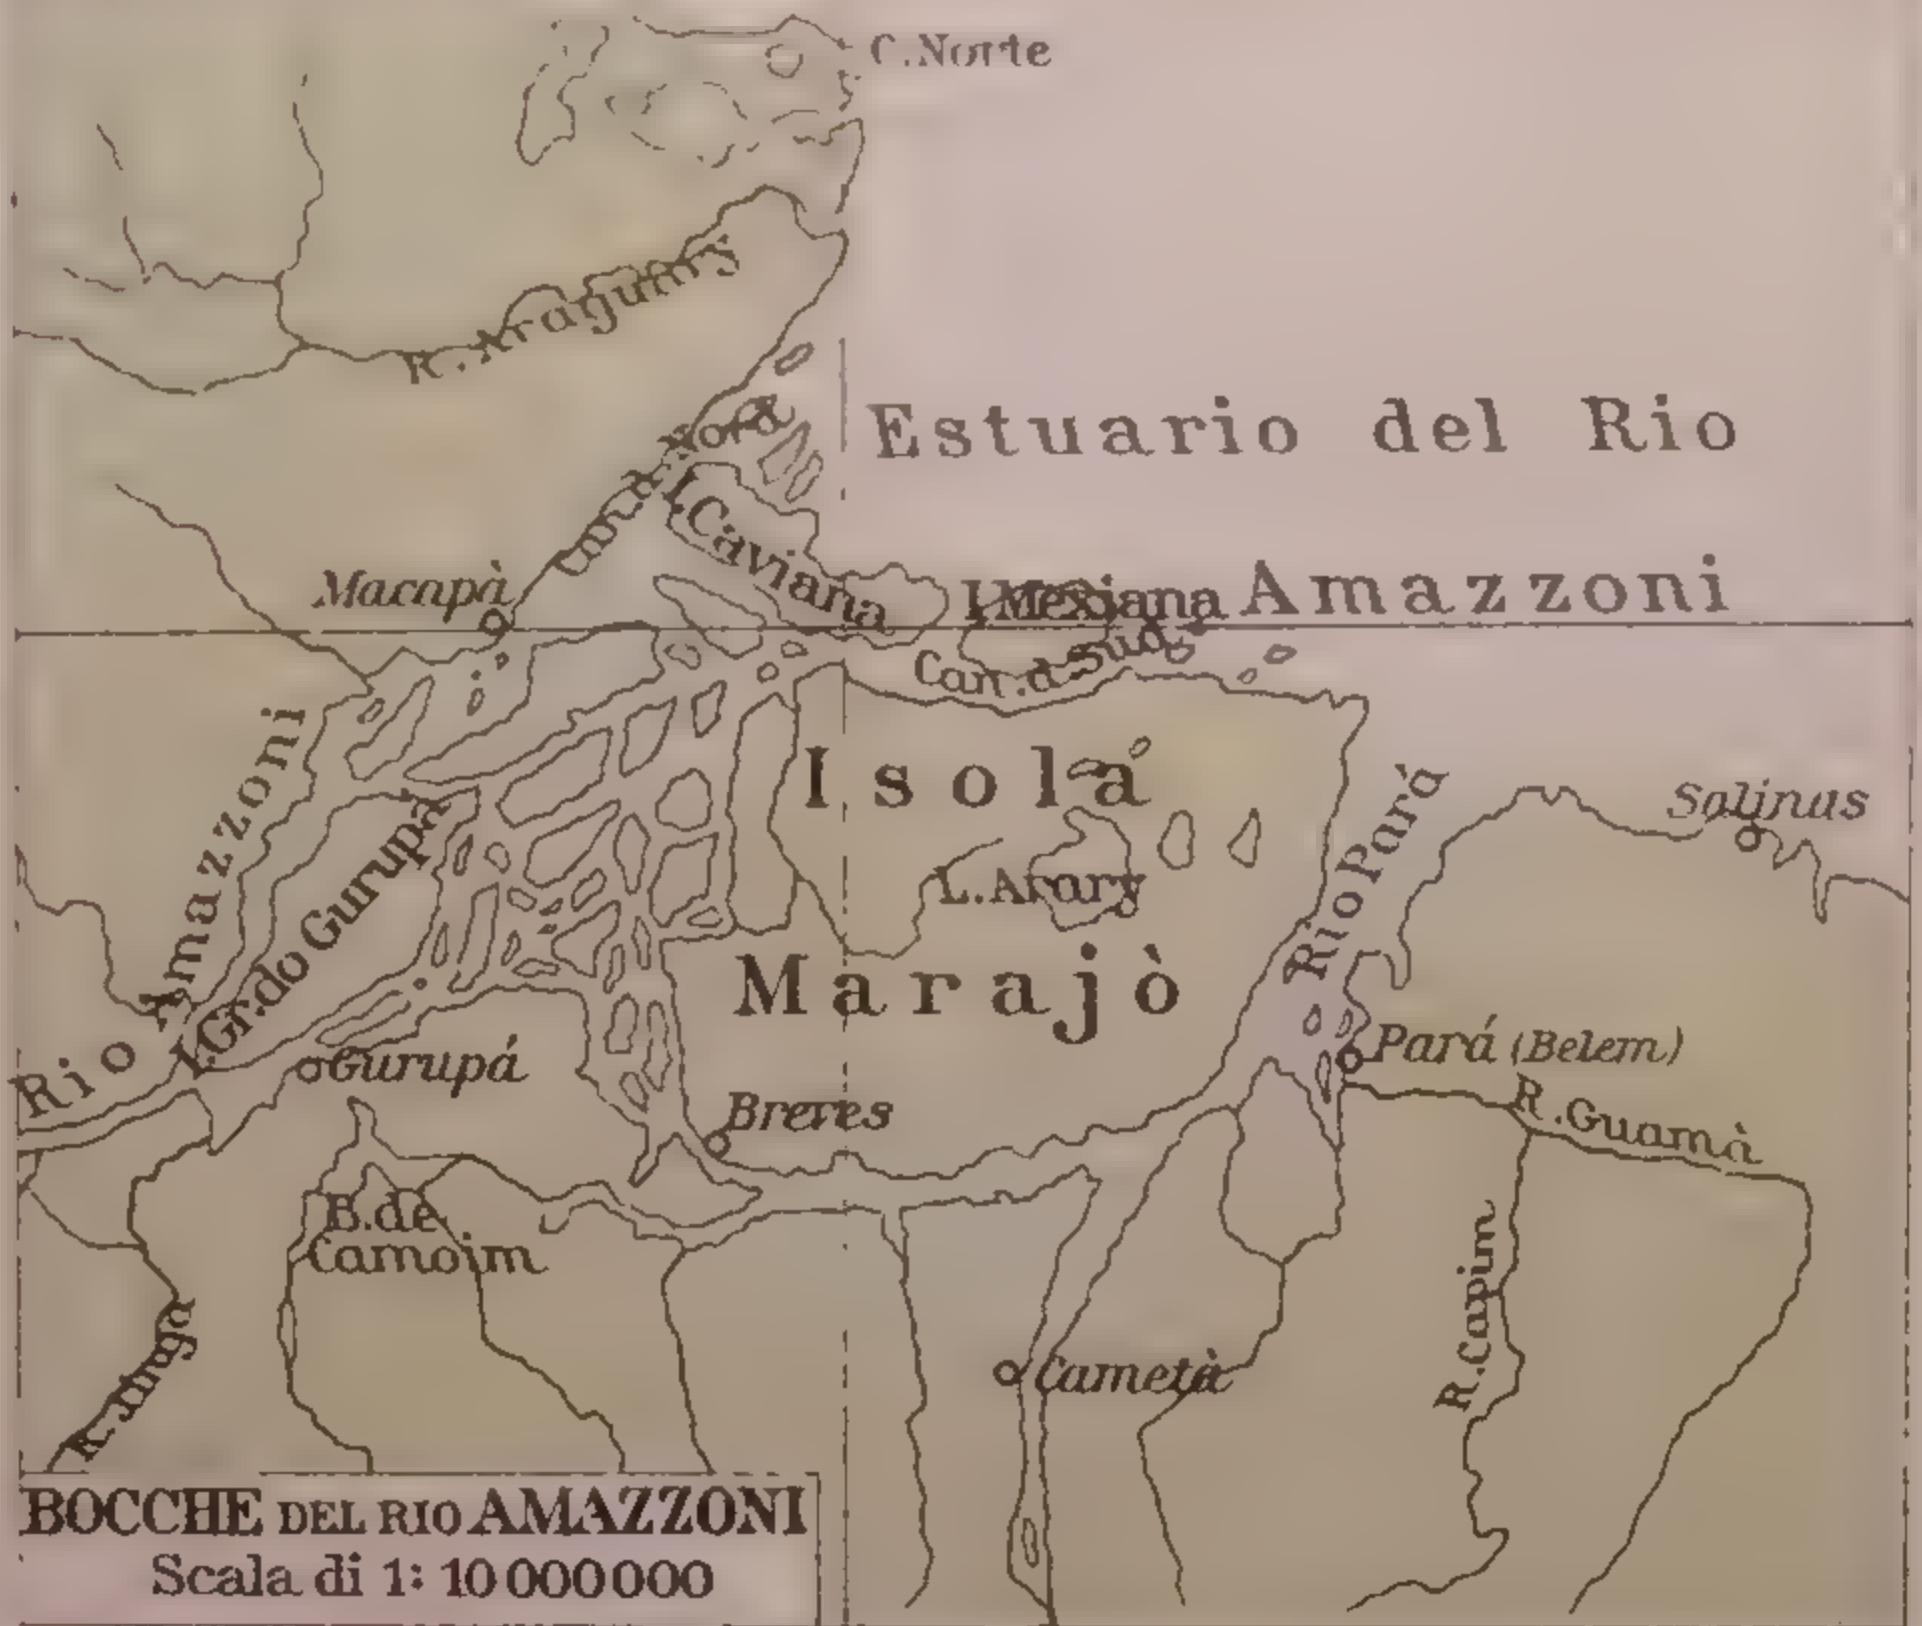 C.Norte
R. Araguary
Can.d.Nord
Estuario del Rio
Amazzoni
I.Caviana
I.Mexiana
Macapà
Can.d.Sud
Isola
Marajò
Rio Amazzoni
I.Gr.do Gurupà
L.Arary
Rio Parà
Salinas
Gurupá
Pará (Belem)
Breves
R.Guamà
B.de
Camoim
R.Xingu
Cametà
R.Capim
BOCCHE DEL RIO AMAZZONI
Scala di 1: 10 000 000